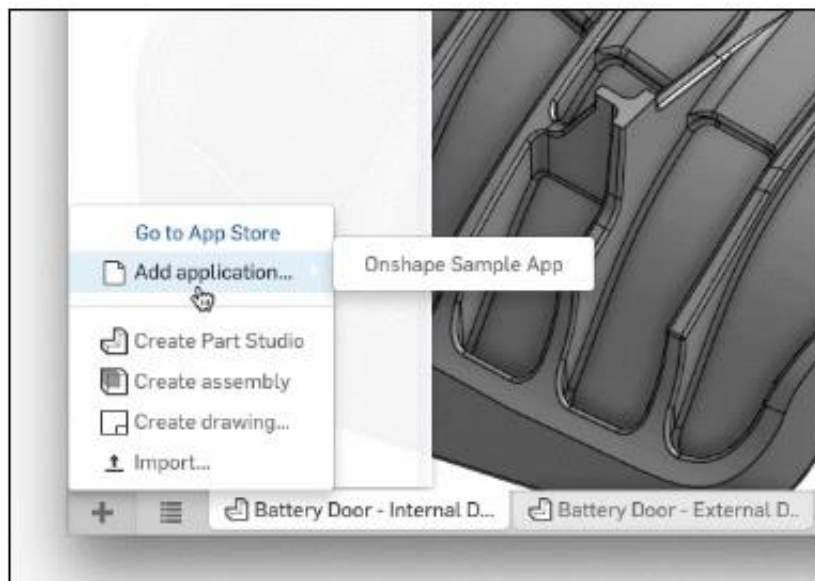 Go to App Store
Add application...
Onshape Sample App
Create Part Studio
Create assembly
Create drawing...
Import...
Battery Door - Internal D...
Battery Door - External D..